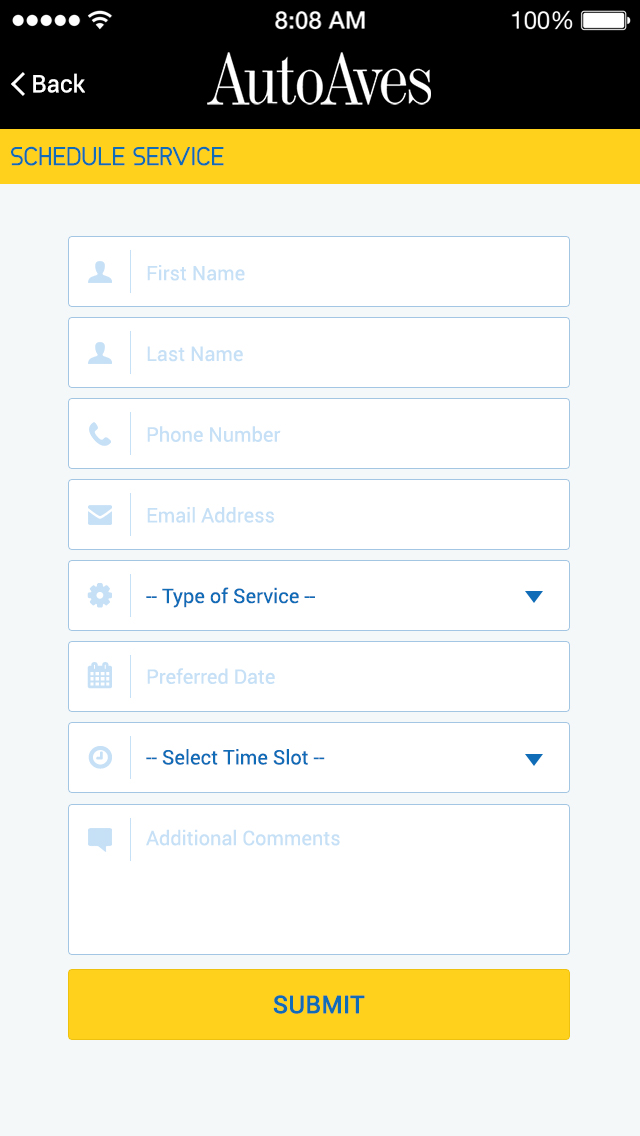 8:08 AM 100%
Back AutoAves
SCHEDULE SERVICE
First Name
Last Name
Phone Number
Email Address
-- Type of Service --
Preferred Date
-- Select Time Slot --
Additional Comments
SUBMIT